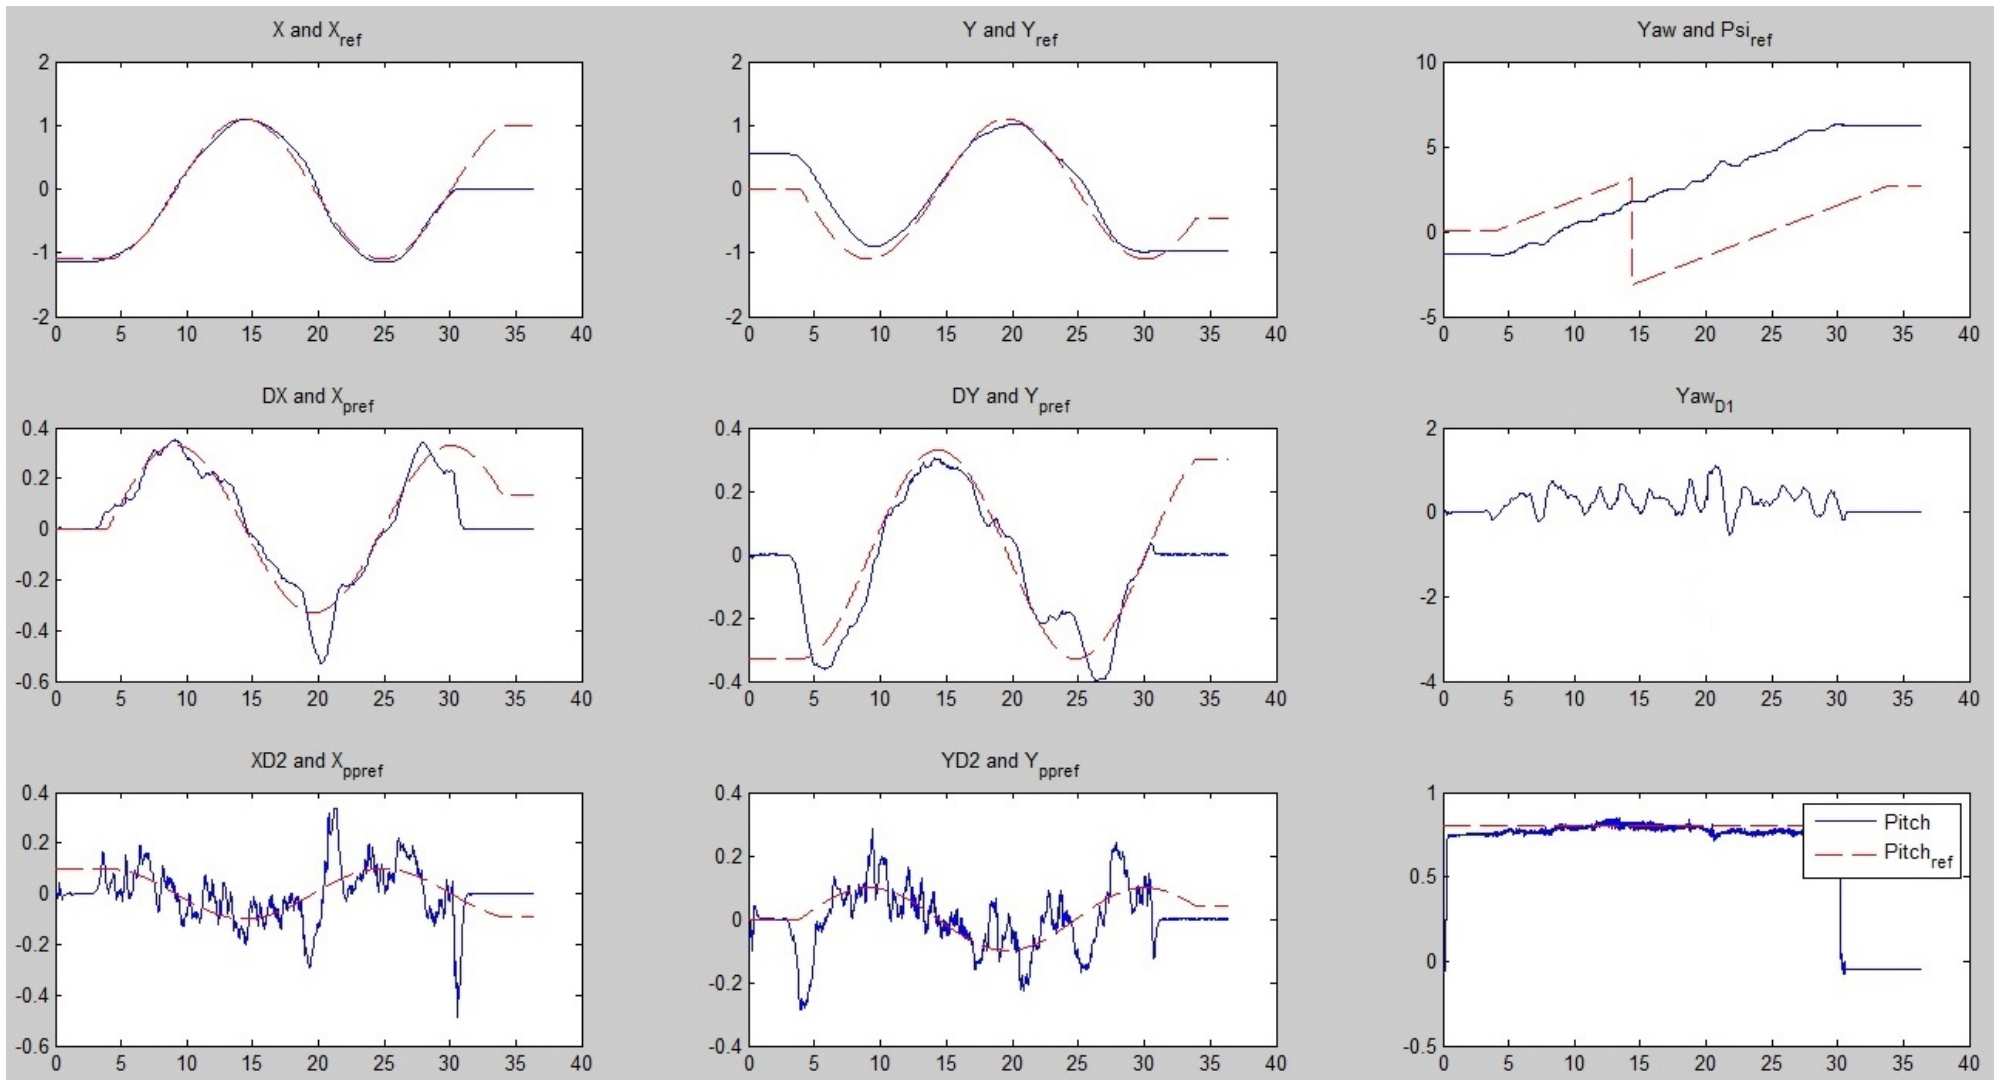 X and X_ref
Y and Y_ref
Yaw and Psi_ref
2
1
0
-1
-2
0 5 10 15 20 25 30 35 40
2
1
0
-1
-2
0 5 10 15 20 25 30 35 40
10
5
0
-5
0 5 10 15 20 25 30 35 40
DX and X_pref
DY and Y_pref
Yaw_D1
0.4
0.2
0
-0.2
-0.4
-0.6
0 5 10 15 20 25 30 35 40
0.4
0.2
0
-0.2
-0.4
0 5 10 15 20 25 30 35 40
2
0
-2
-4
0 5 10 15 20 25 30 35 40
XD2 and X_ppref
YD2 and Y_ppref
0.4
0.2
0
-0.2
-0.4
-0.6
0 5 10 15 20 25 30 35 40
0.4
0.2
0
-0.2
-0.4
0 5 10 15 20 25 30 35 40
1
0.5
0
-0.5
0 5 10 15 20 25 30 35 40
Pitch
Pitch_ref